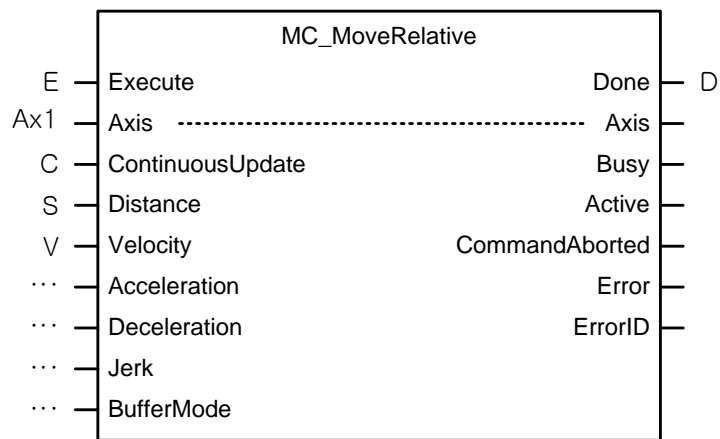 MC_MoveRelative
E Execute Done D
Ax1 Axis Axis
C ContinuousUpdate Busy
S Distance Active
V Velocity CommandAborted
··· Acceleration Error
··· Deceleration ErrorID
··· Jerk
··· BufferMode